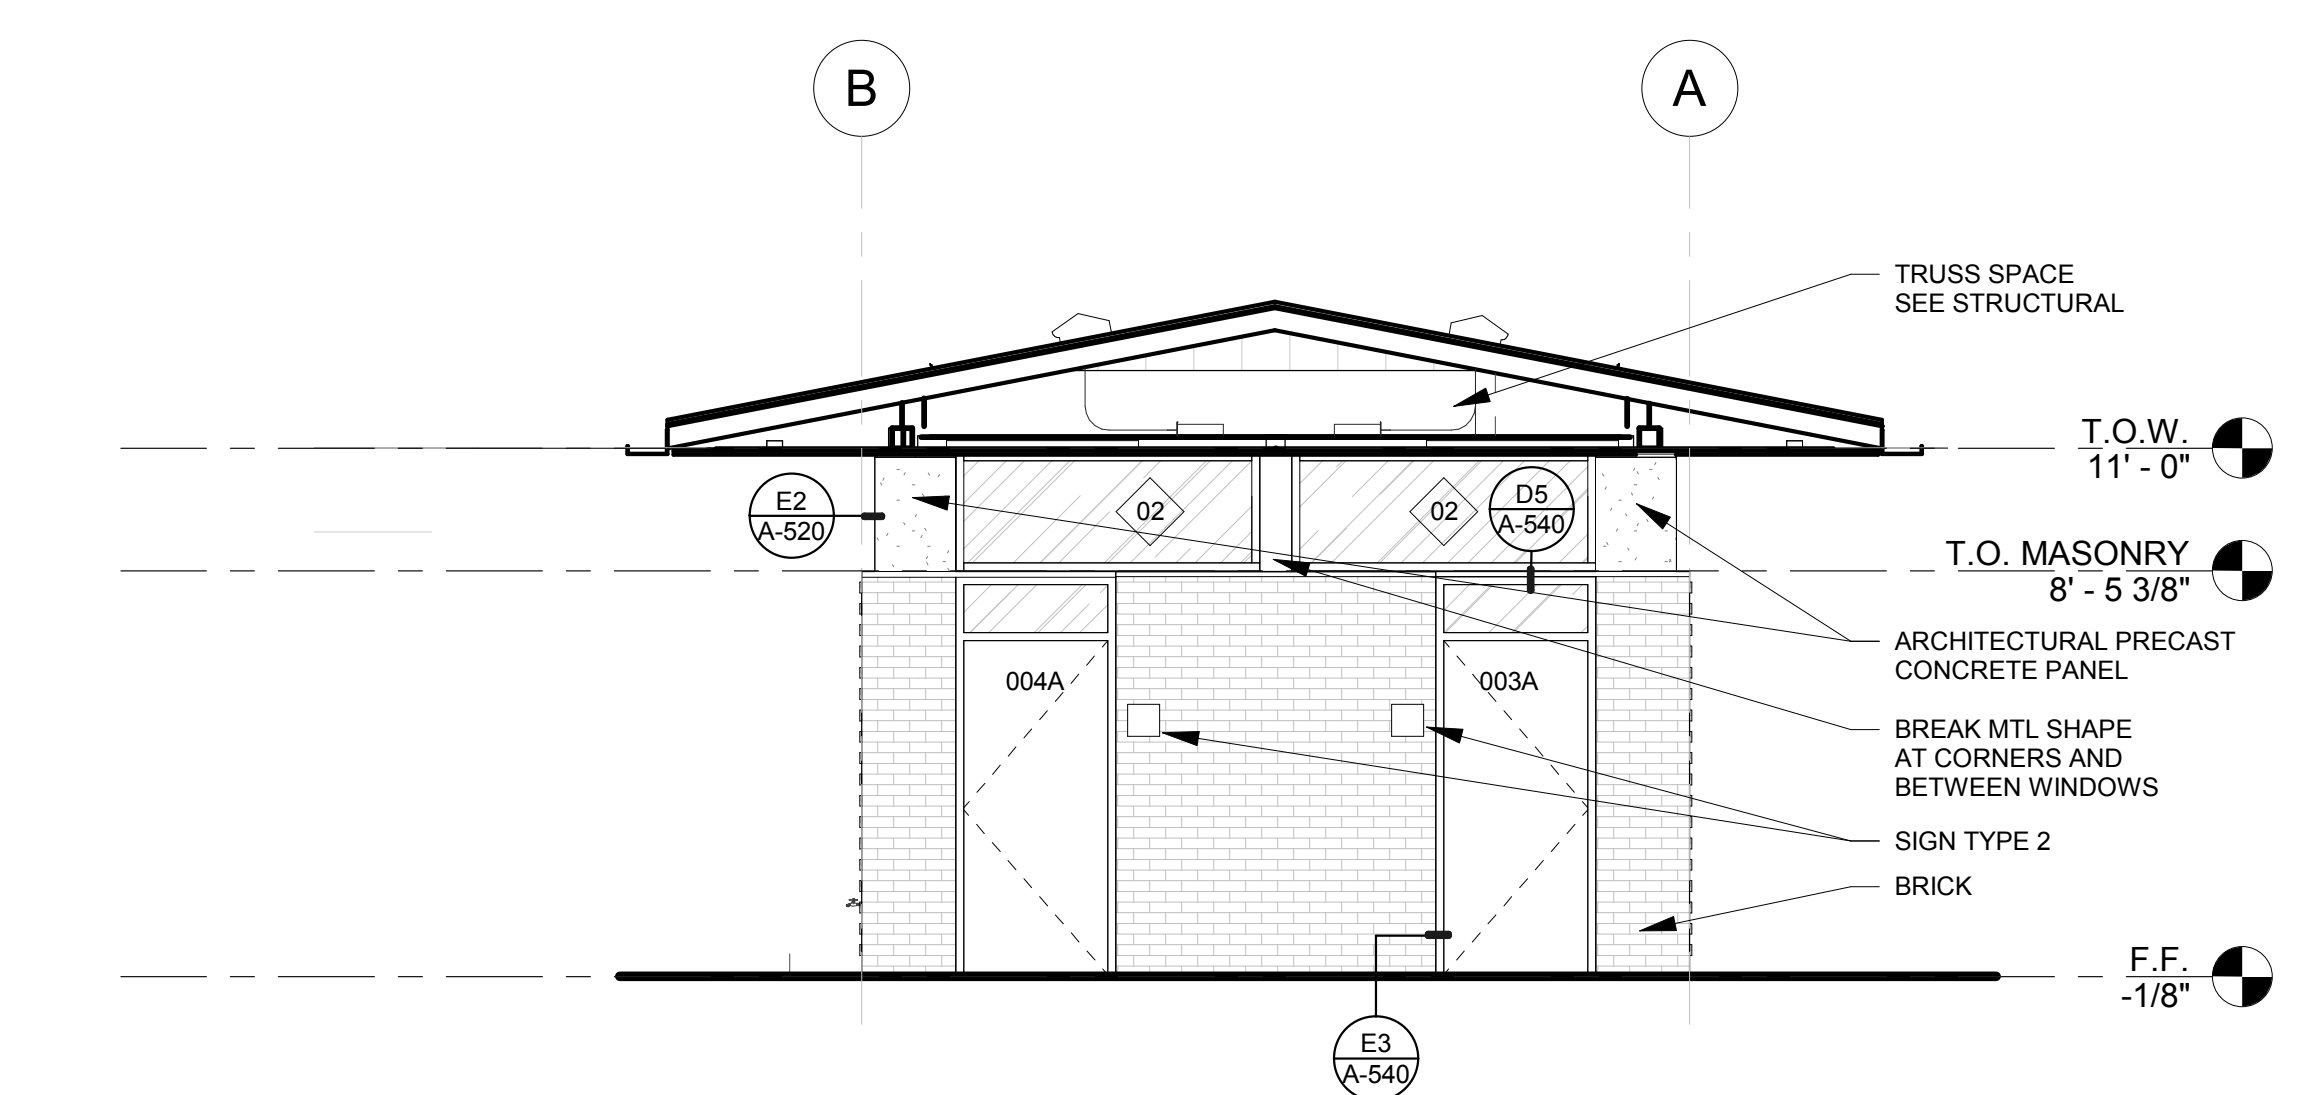 B
A
TRUSS SPACE
SEE STRUCTURAL
T.O.W.
11' - 0"
E2
A-520
02
02
D5
A-540
T.O. MASONRY
8' - 5 3/8"
ARCHITECTURAL PRECAST
CONCRETE PANEL
004A
003A
BREAK MTL SHAPE
AT CORNERS AND
BETWEEN WINDOWS
SIGN TYPE 2
BRICK
F.F.
-1/8"
E3
A-540